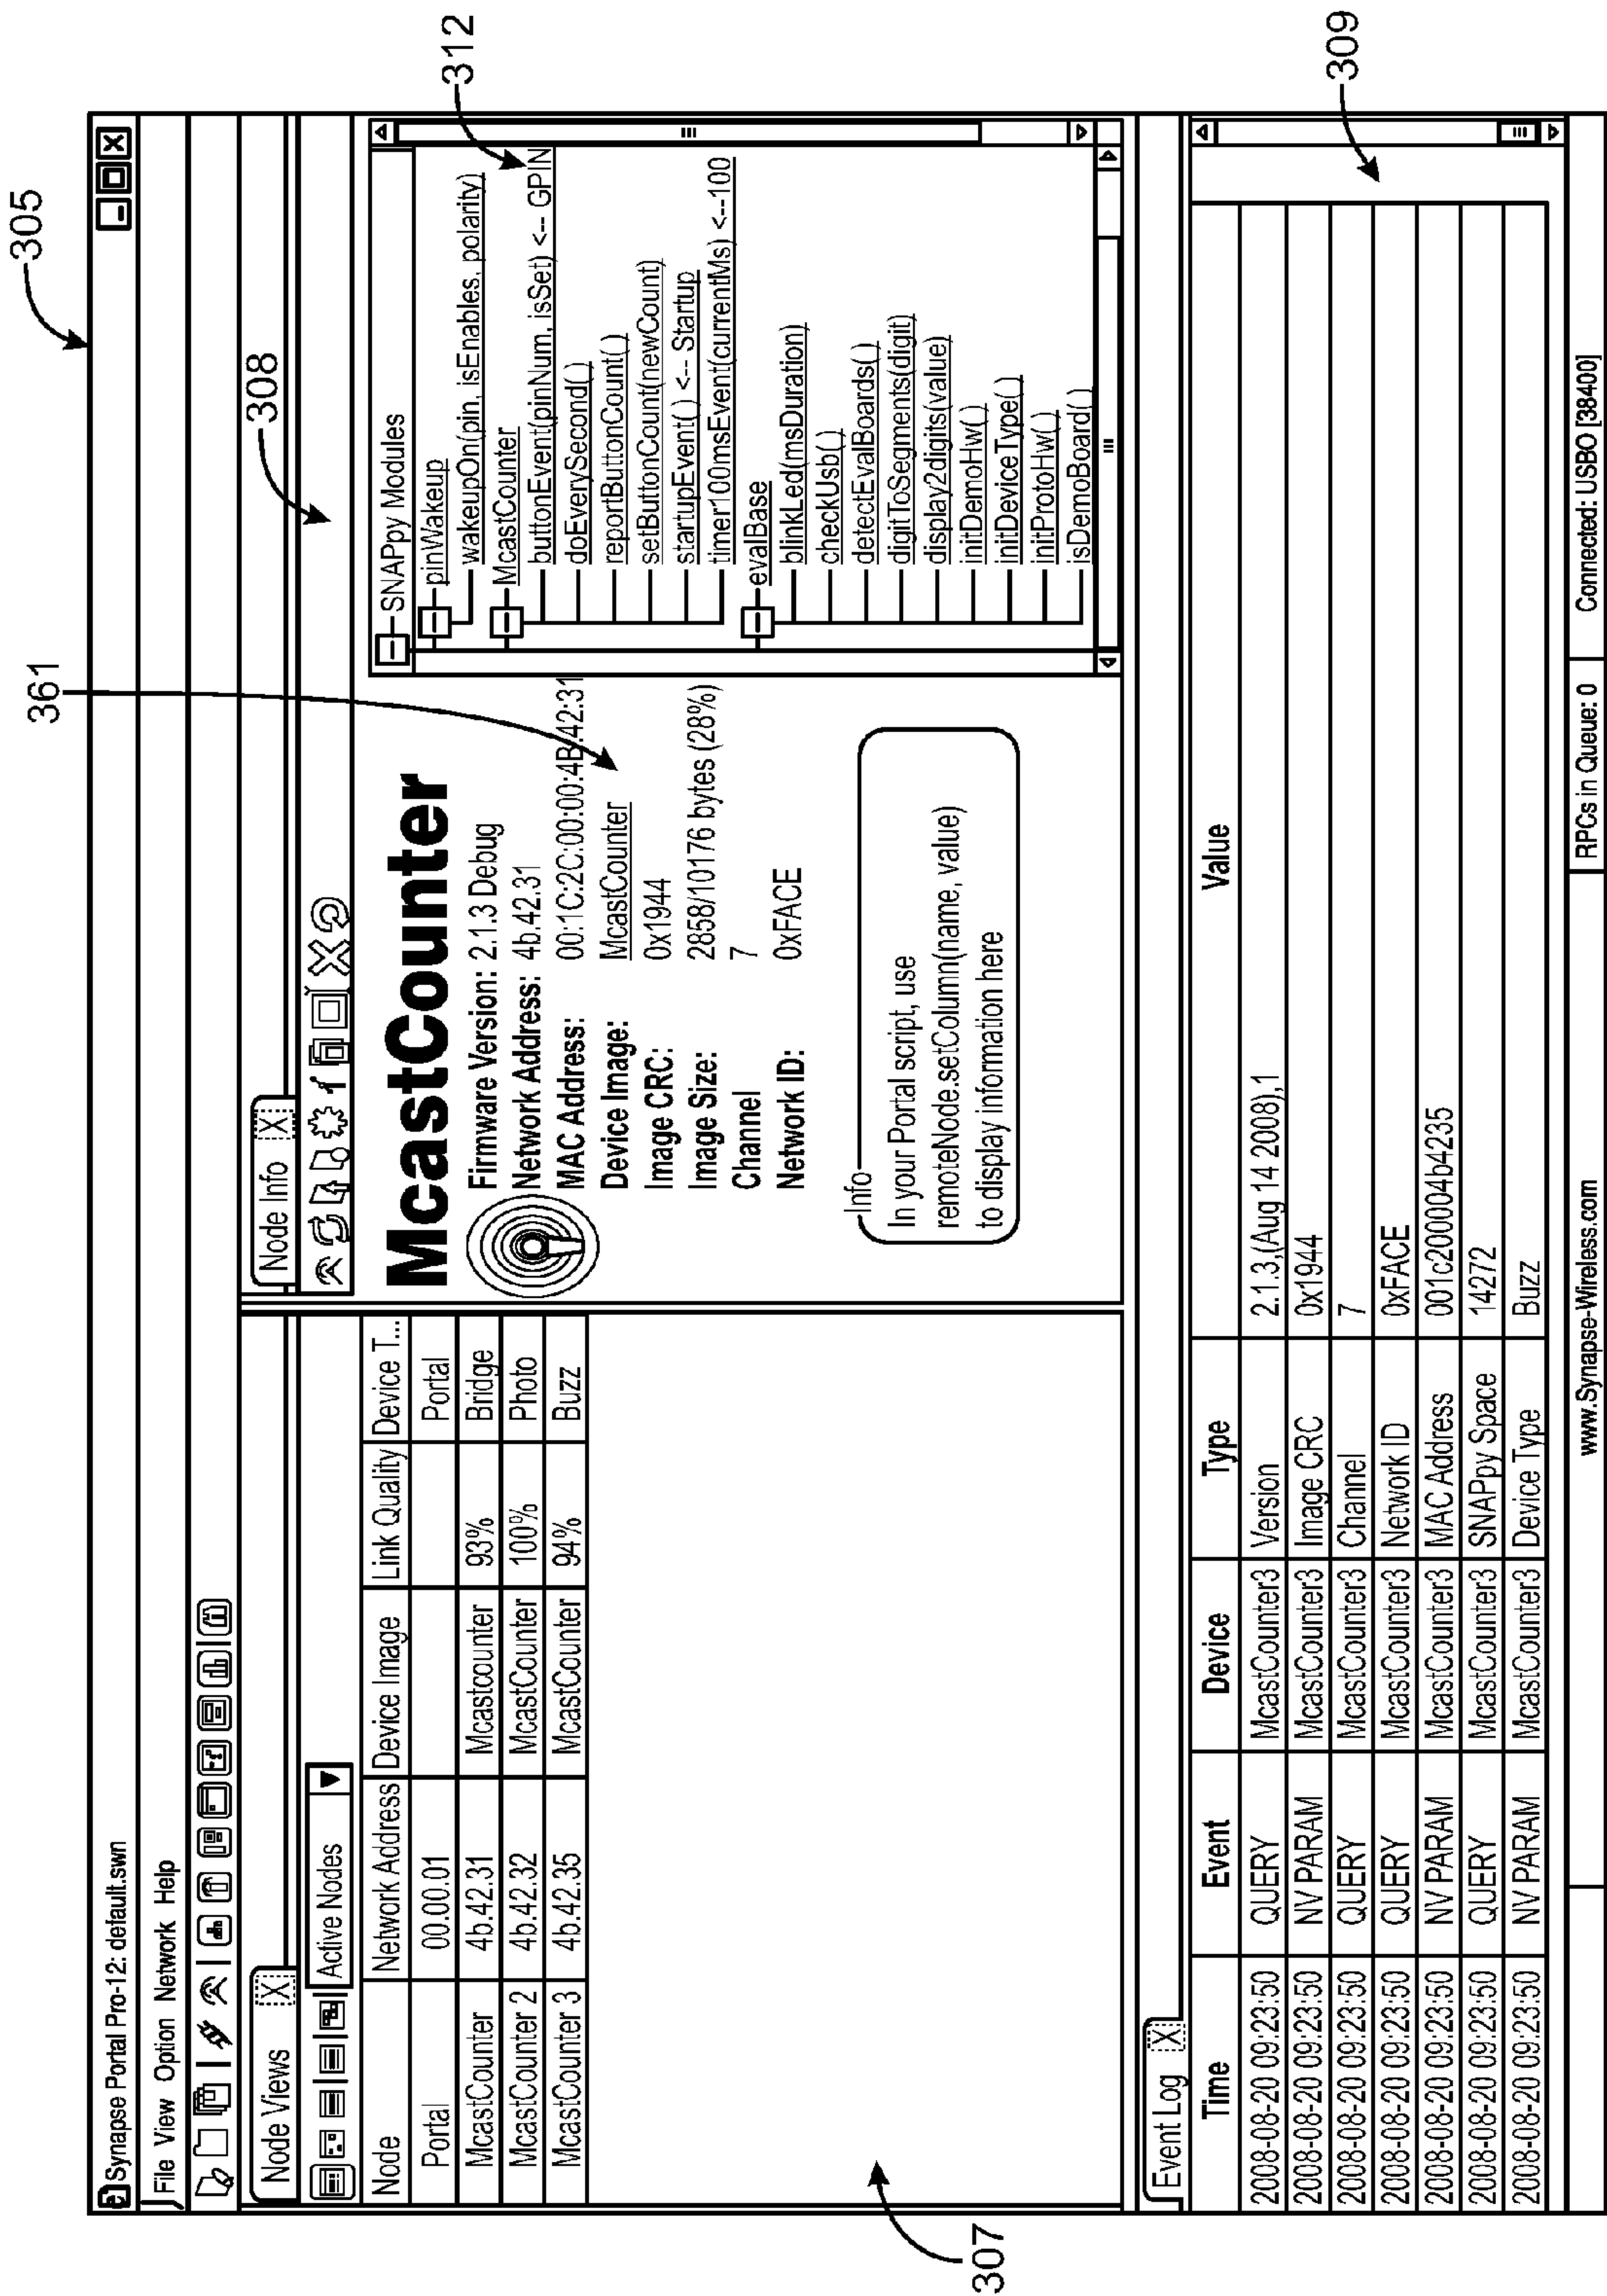 305
Synapse Portal Pro-12: default.swn
File View Option Network Help
Node Views X
Active Nodes
Node Network Address Device Image Link Quality Device T...
Portal 00.00.01 Portal
McastCounter 4b.42.31 Mcastcounter 93% Bridge
McastCounter 2 4b.42.32 McastCounter 100% Photo
McastCounter 3 4b.42.35 McastCounter 94% Buzz
307
308
Node Info X
361
McastCounter
Firmware Version: 2.1.3 Debug
Network Address: 4b.42.31
MAC Address: 00:1C:2C:00:00:4B:42:31
Device Image: McastCounter
Image CRC: 0x1944
Image Size: 2858/10176 bytes (28%)
Channel 7
Network ID: 0xFACE
Info
In your Portal script, use
remoteNode.setColumn(name, value)
to display information here
312
SNAPpy Modules
pinWakeup
wakeupOn(pin, isEnables, polarity)
McastCounter
buttonEvent(pinNum, isSet) <-- GPIN
doEverySecond()
reportButtonCount()
setButtonCount(newCount)
startupEvent() <-- Startup
timer100msEvent(currentMs) <--100
evalBase
blinkLed(msDuration)
checkUsb()
detectEvalBoards()
digitToSegments(digit)
display2digits(value)
initDemoHw()
initDeviceType()
initProtoHw()
isDemoBoard()
309
Event Log X
Time Event Device Type Value
2008-08-20 09:23:50 QUERY McastCounter3 Version 2.1.3,(Aug 14 2008),1
2008-08-20 09:23:50 NV PARAM McastCounter3 Image CRC 0x1944
2008-08-20 09:23:50 QUERY McastCounter3 Channel 7
2008-08-20 09:23:50 QUERY McastCounter3 Network ID 0xFACE
2008-08-20 09:23:50 NV PARAM McastCounter3 MAC Address 001c2c00004b4235
2008-08-20 09:23:50 QUERY McastCounter3 SNAPpy Space 14272
2008-08-20 09:23:50 NV PARAM McastCounter3 Device Type Buzz
www.Synapse-Wireless.com RPCs in Queue: 0 Connected: USBO [38400]